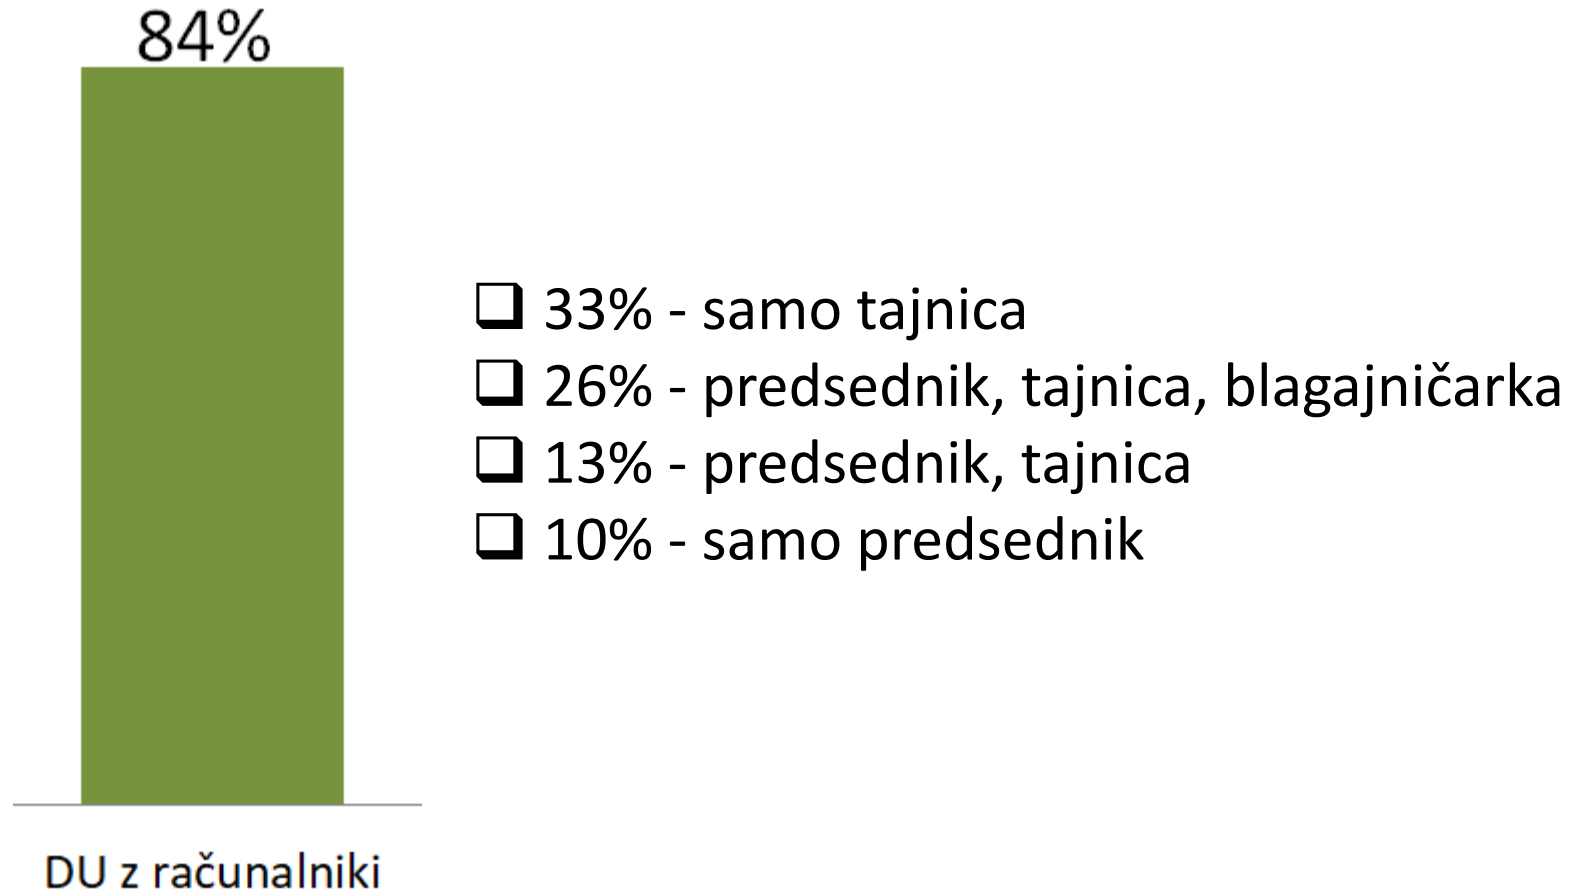 84%
33% - samo tajnica
26% - predsednik, tajnica, blagajničarka
13% - predsednik, tajnica
10% - samo predsednik
DU z računalniki